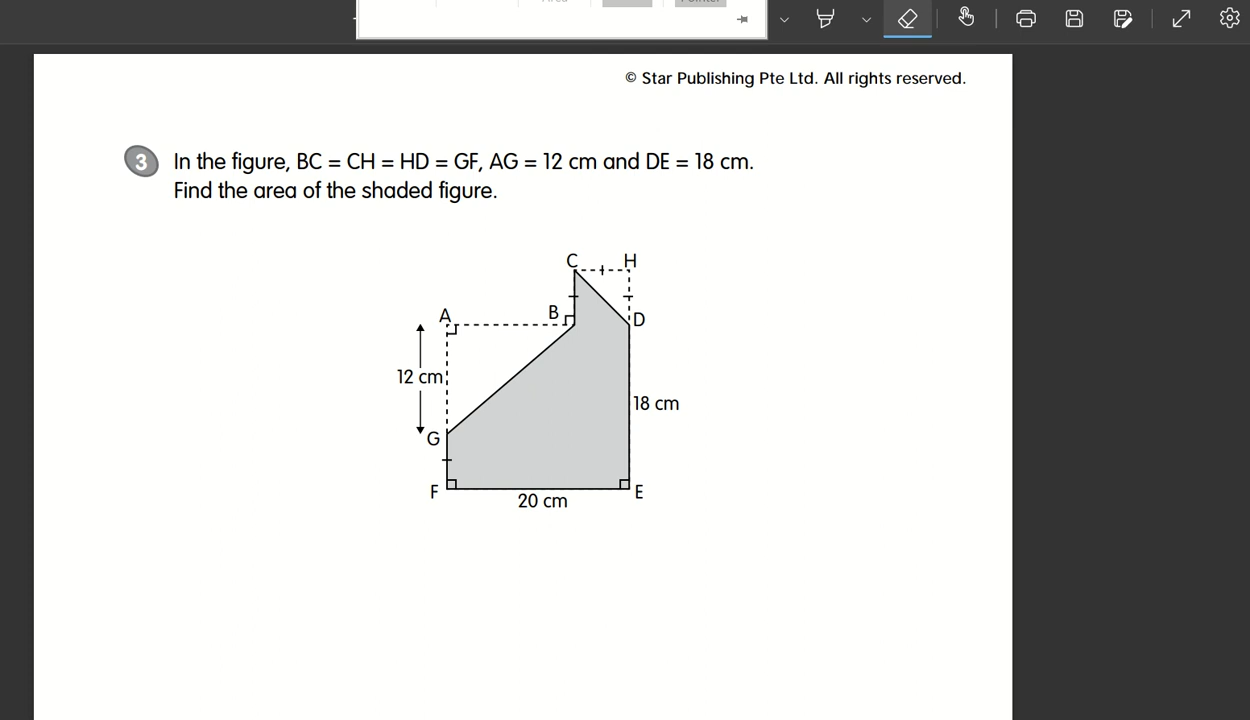 © Star Publishing Pte Ltd. All rights reserved.
3 In the figure, BC = CH = HD = GF, AG = 12 cm and DE = 18 cm.
Find the area of the shaded figure.
C H
A B D
12 cm
18 cm
G
F E
20 cm